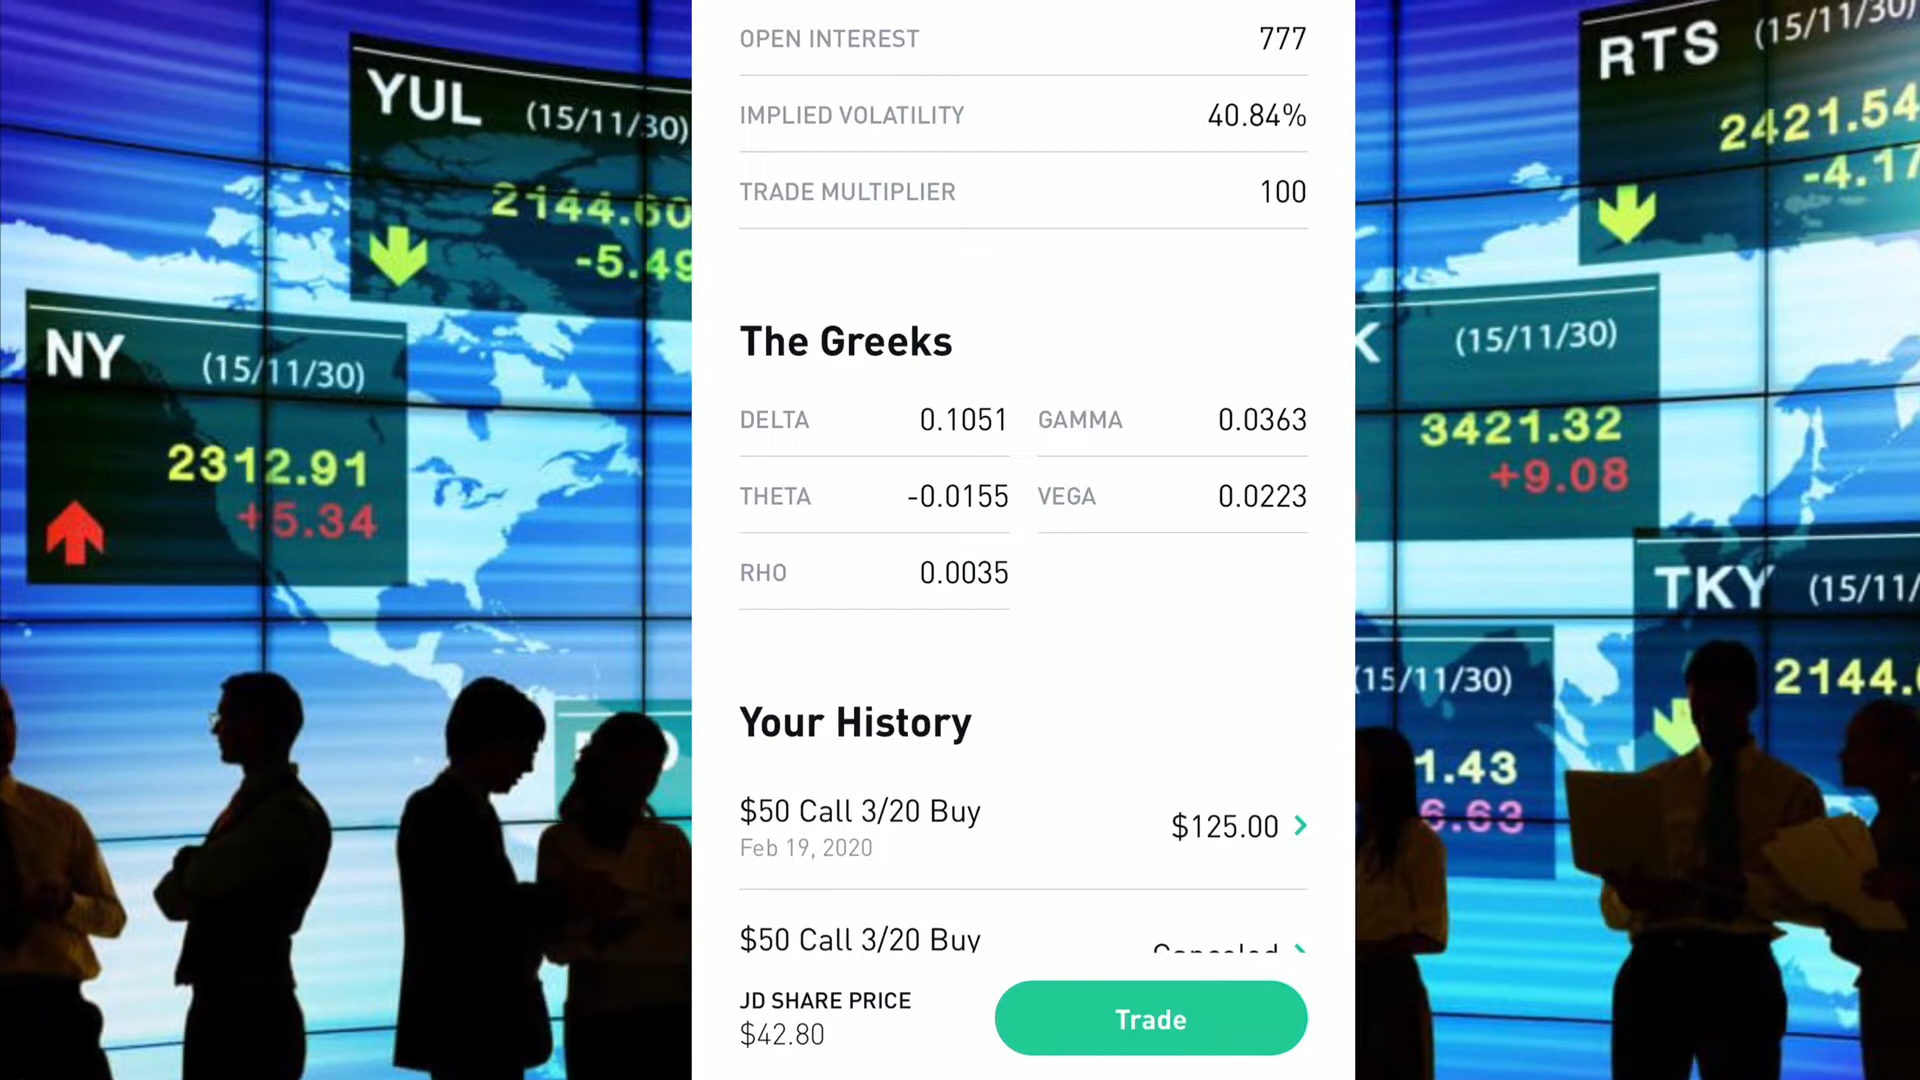 OPEN INTEREST 777
IMPLIED VOLATILITY 40.84%
TRADE MULTIPLIER 100
The Greeks
DELTA 0.1051 GAMMA 0.0363
THETA -0.0155 VEGA 0.0223
RHO 0.0035
Your History
$50 Call 3/20 Buy
$125.00
Feb 19, 2020
$50 Call 3/20 Buy
Canceled
JD SHARE PRICE
$42.80
Trade
YUL (15/11/30)
2144.60
-5.49
NY (15/11/30)
2312.91
+5.34
RTS (15/11/30)
2421.54
-4.17
K (15/11/30)
3421.32
+9.08
TKY (15/11/
2144.
(15/11/30)
1.43
6.63